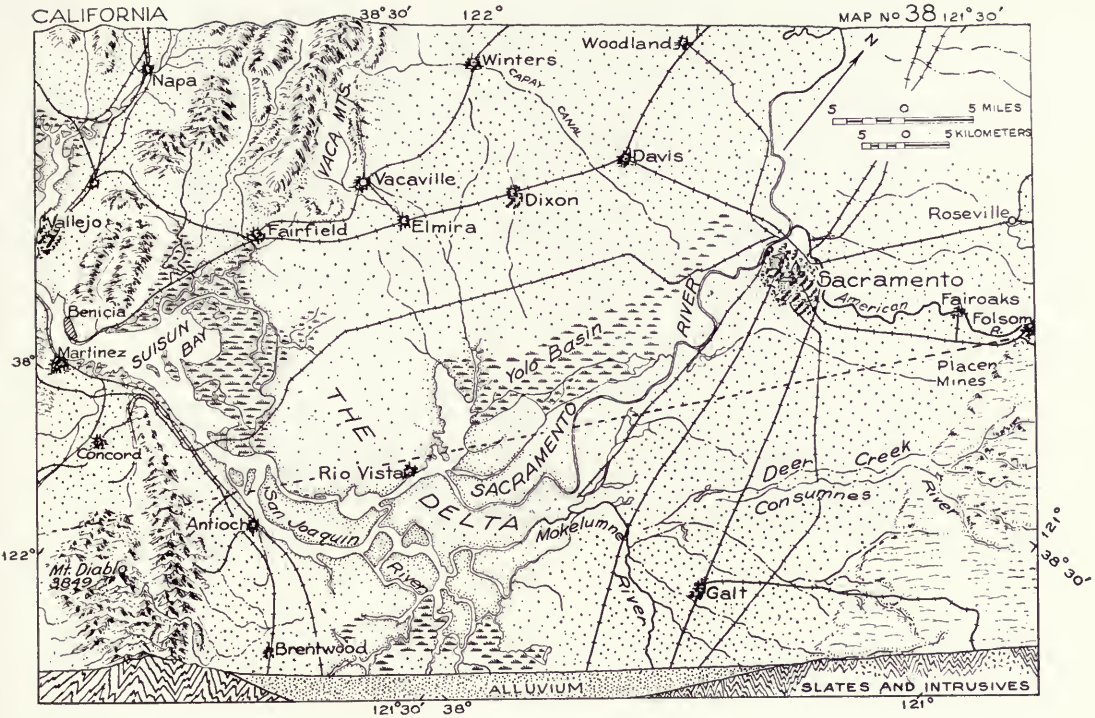 CALIFORNIA
38°30'
122°
MAP Nº 38
121°30'
N
Napa
Winters
Woodland
CAPAY CANAL
5 0 5 MILES
5 0 5 KILOMETERS
VACA MTS.
Vacaville
Davis
Dixon
Elmira
Fairfield
Vallejo
Roseville
Sacramento
American
R.
Fairoaks
Folsom
Benicia
SUISUN
BAY
RIVER
Yolo Basin
38°
Martinez
Placer
Mines
THE
SACRAMENTO
Concord
Rio Vista
DELTA
Deer Creek
Consumnes
River
San Joaquin
River
Antioch
Mokelumne
River
121°
38°30'
122°
Mt. Diablo
3849
Galt
Brentwood
ALLUVIUM
SLATES AND INTRUSIVES
121°30'
38°
121°